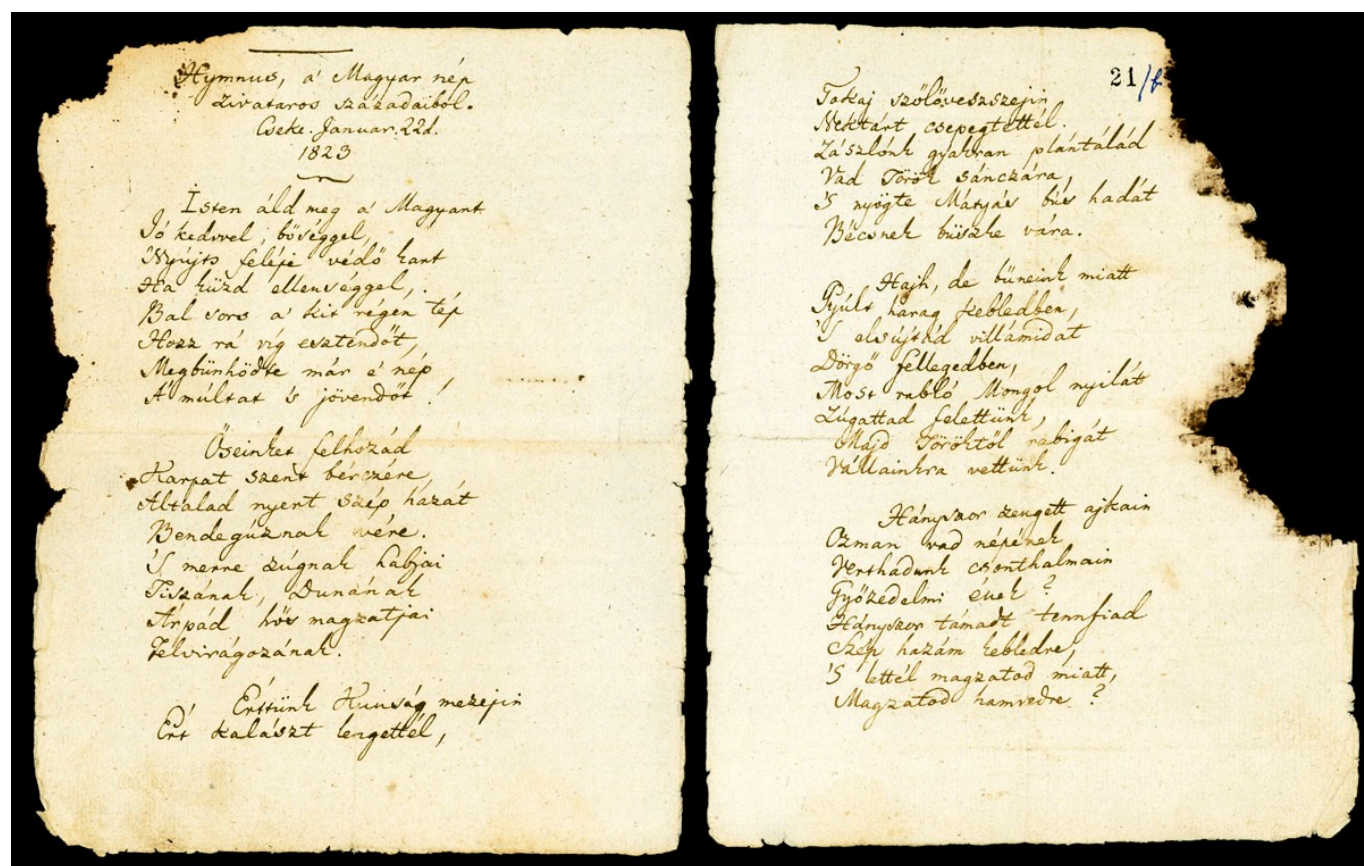 Hymnus, a' Magyar nép
Zivataros századaiból.
Cseke. Januar. 22d.
1823
Isten áld meg a' Magyart
Jó kedvvel, bőséggel,
Nyújts feléje védő kart
Ha küzd ellenséggel,
Bal sors a' kit régen tép
Hozz rá víg esztendőt,
Megbűnhődte már e' nép
A' múltat 's jövendőt!
Őseinket felhozád
Karpat szent bérczére
Általad nyert szép hazát
Bendegúznak vére.
'S merre zúgnak habjai
Tiszának, Dunának
Árpád hős magzatjai
Felvirágozának.
Értünk Kunság mezejin
Ért kalászt lengettél,
21/b
Tokaj szőlőveszszejin
Nektárt csepegtettél.
Zászlónk gyakran plántálád
Vad Török sánczára,
'S nyögte Mátyás bús hadát
Bécsnek büszke vára.
Hajh, de bűneink miatt
Gyúlt harag kebledben,
'S elsújtád villámidat
Dörgő fellegedben,
Most rabló Mongol nyilát
Zúgattad felettünk,
Majd Töröktől rabigát
Vállainkra vettünk.
Hányszor zengett ajkain
Ozman vad népének
Vert hadunk csonthalmain
Győzedelmi ének?
Hányszor támadt tennfiad
Szép hazám kebledre,
'S lettél magzatod miatt,
Magzatod hamvedre?